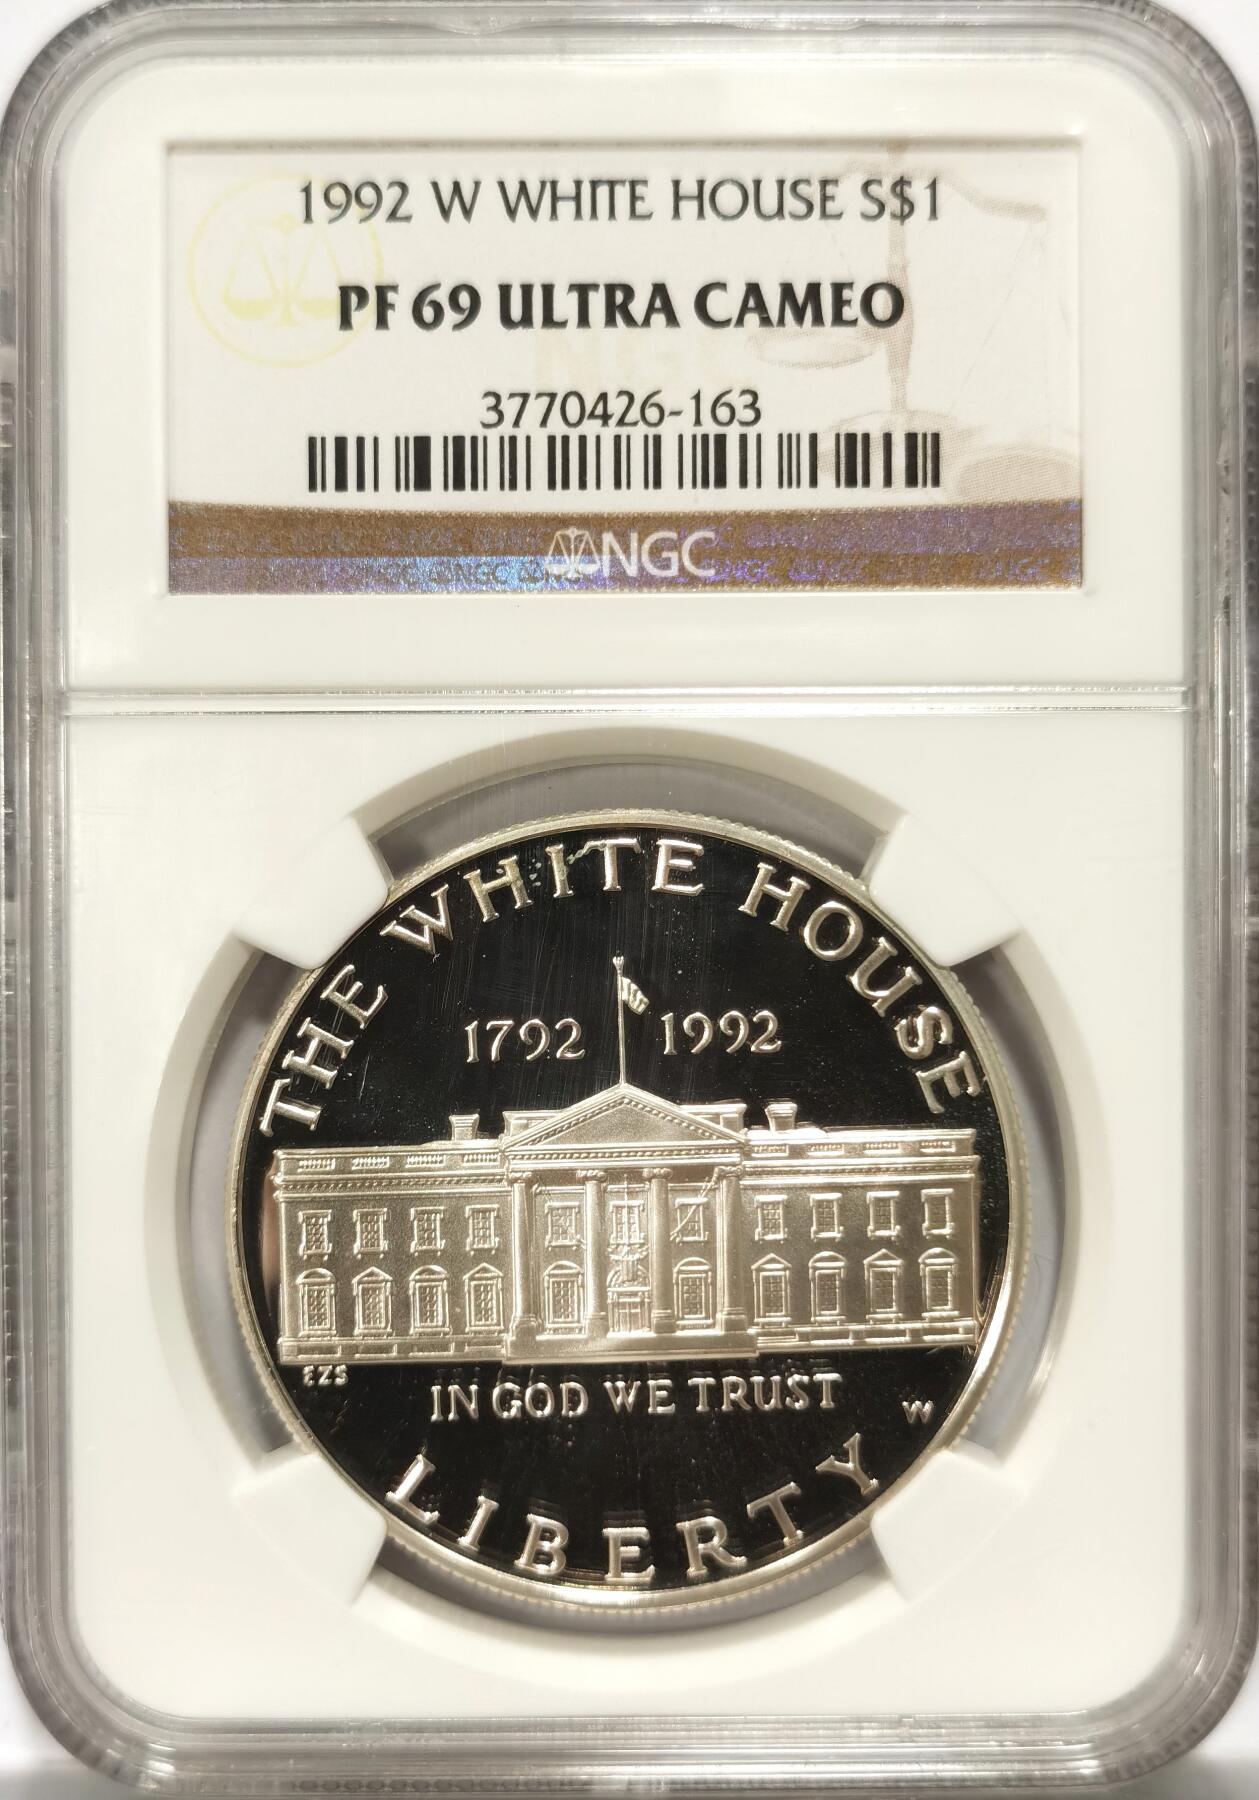 1992 W WHITE HOUSE S$1
PF 69 ULTRA CAMEO
3770426-163
NGC
THE WHITE HOUSE
1792 1992
EZS
IN GOD WE TRUST
W
LIBERTY